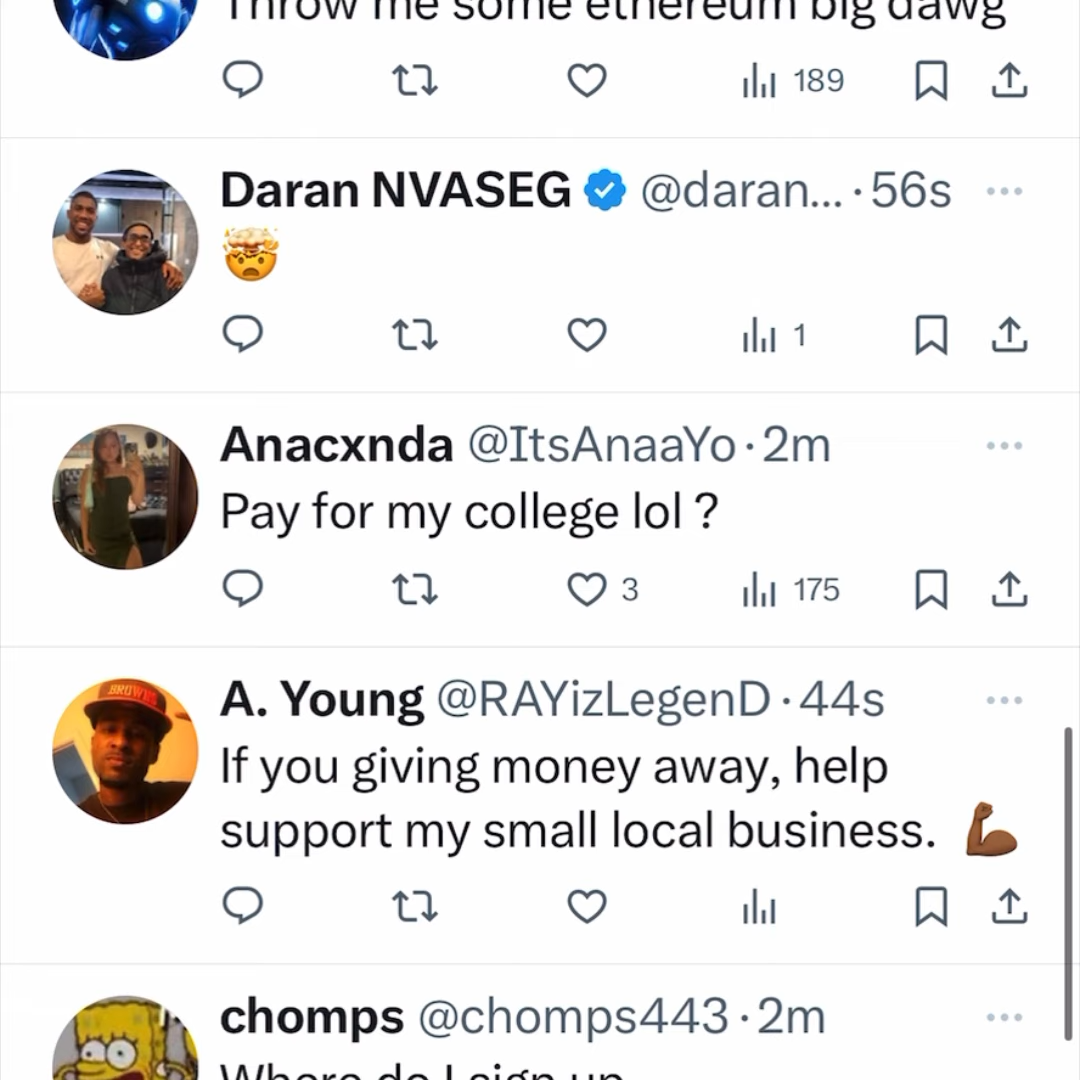 Throw me some ethereum big dawg
189
Daran NVASEG @daran... · 56s
🤯
1
Anacxnda @ItsAnaaYo · 2m
Pay for my college lol ?
3 175
BROWNS
A. Young @RAYizLegenD · 44s
If you giving money away, help
support my small local business. 💪🏾
chomps @chomps443 · 2m
Where do I sign up